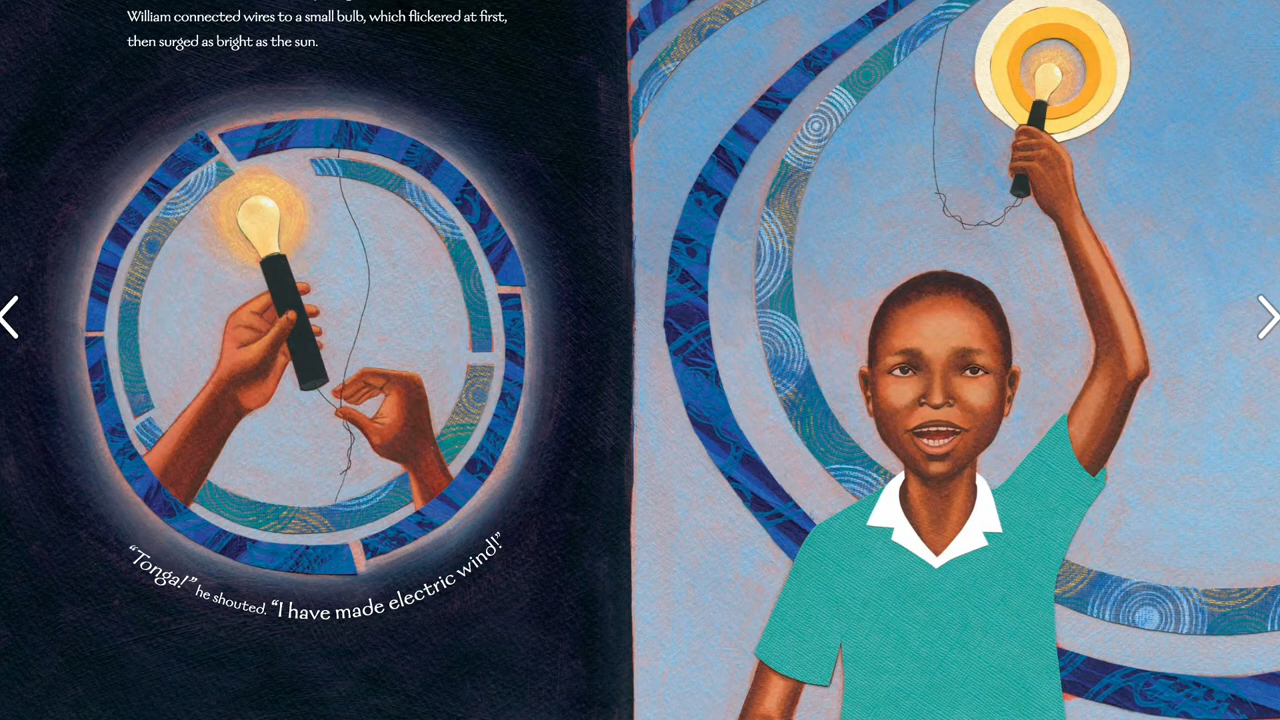 William connected wires to a small bulb, which flickered at first,
then surged as bright as the sun.
“Tonga!” he shouted. “I have made electric wind!”